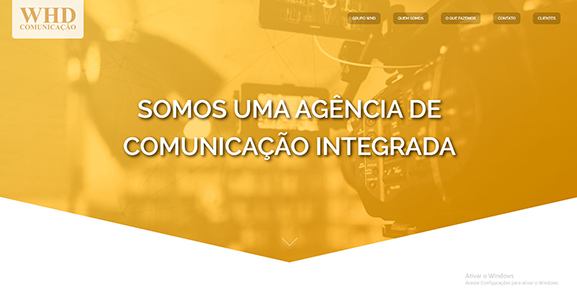 WHD
COMUNICAÇÃO
GRUPO WHD
QUEM SOMOS
O QUE FAZEMOS
CONTATO
CLIENTES
SOMOS UMA AGÊNCIA DE
COMUNICAÇÃO INTEGRADA
Ativar o Windows
Acesse Configurações para ativar o Windows.